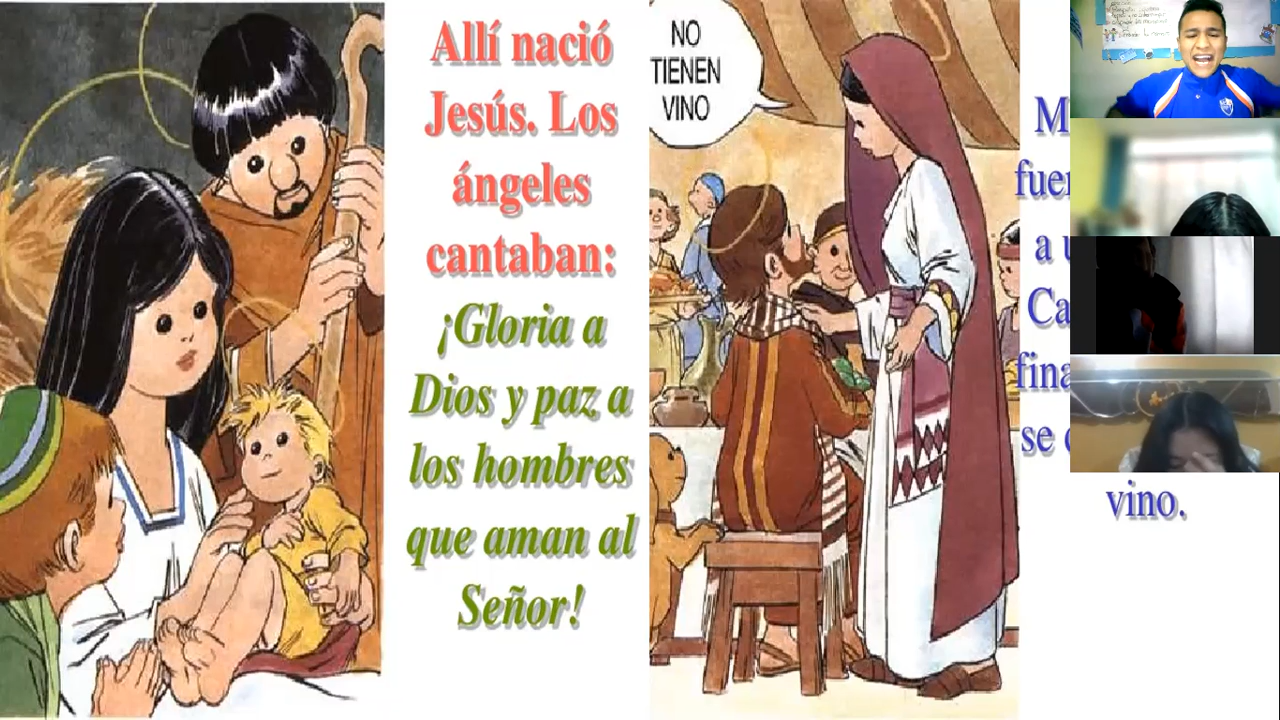 Allí nació
Jesús. Los
ángeles
cantaban:
¡Gloria a
Dios y paz a
los hombres
que aman al
Señor!
NO
TIENEN
VINO
a
se
vino.